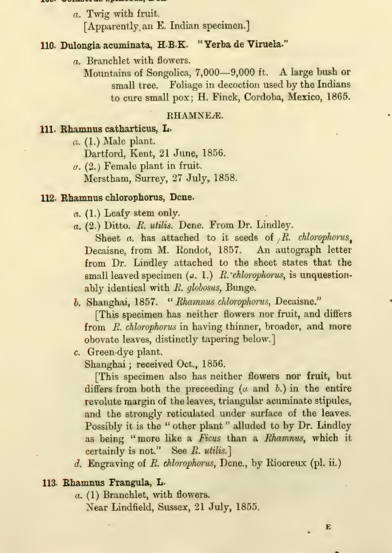 a. Twig with fruit.
[Apparently an E. Indian specimen.]
110. Dulongia acuminata, H.B.K. "Yerba de Virueia."
a. Branchlet with flowers.
Mountains of Songolica, 7,000—9,000 ft. A large bush or
small tree. Foliage in decoction used by the Indians
to cure small pox; H. Finck, Cordoba, Mexico, 1865.
RHAMNEÆ.
111. Rhamnus catharticus, L.
a. (1.) Male plant.
Dartford, Kent, 21 June, 1856.
a. (2.) Female plant in fruit.
Merstham, Surrey, 27 July, 1858.
112. Rhamnus chlorophorus, Dcne.
a. (1.) Leafy stem only.
a. (2.) Ditto. R. utilis. Dcne. From Dr. Lindley.
Sheet a. has attached to it seeds of R. chlorophorus,
Decaisne, from M. Rondot, 1857. An autograph letter
from Dr. Lindley attached to the sheet states that the
small leaved specimen (a. 1.) R. chlorophorus, is unquestion-
ably identical with R. globosus, Bunge.
b. Shanghai, 1857. "Rhamnus chlorophorus, Decaisne."
[This specimen has neither flowers nor fruit, and differs
from R. chlorophorus in having thinner, broader, and more
obovate leaves, distinctly tapering below.]
c. Green-dye plant.
Shanghai; received Oct., 1856.
[This specimen also has neither flowers nor fruit, but
differs from both the preceeding (a and b.) in the entire
revolute margin of the leaves, triangular acuminate stipules,
and the strongly reticulated under surface of the leaves.
Possibly it is the "other plant" alluded to by Dr. Lindley
as being "more like a Ficus than a Rhamnus, which it
certainly is not." See R. utilis.]
d. Engraving of R. chlorophorus, Dcne., by Riocreux (pl. ii.)
113. Rhamnus Frangula, L.
a. (1) Branchlet, with flowers.
Near Lindfield, Sussex, 21 July, 1855.
E